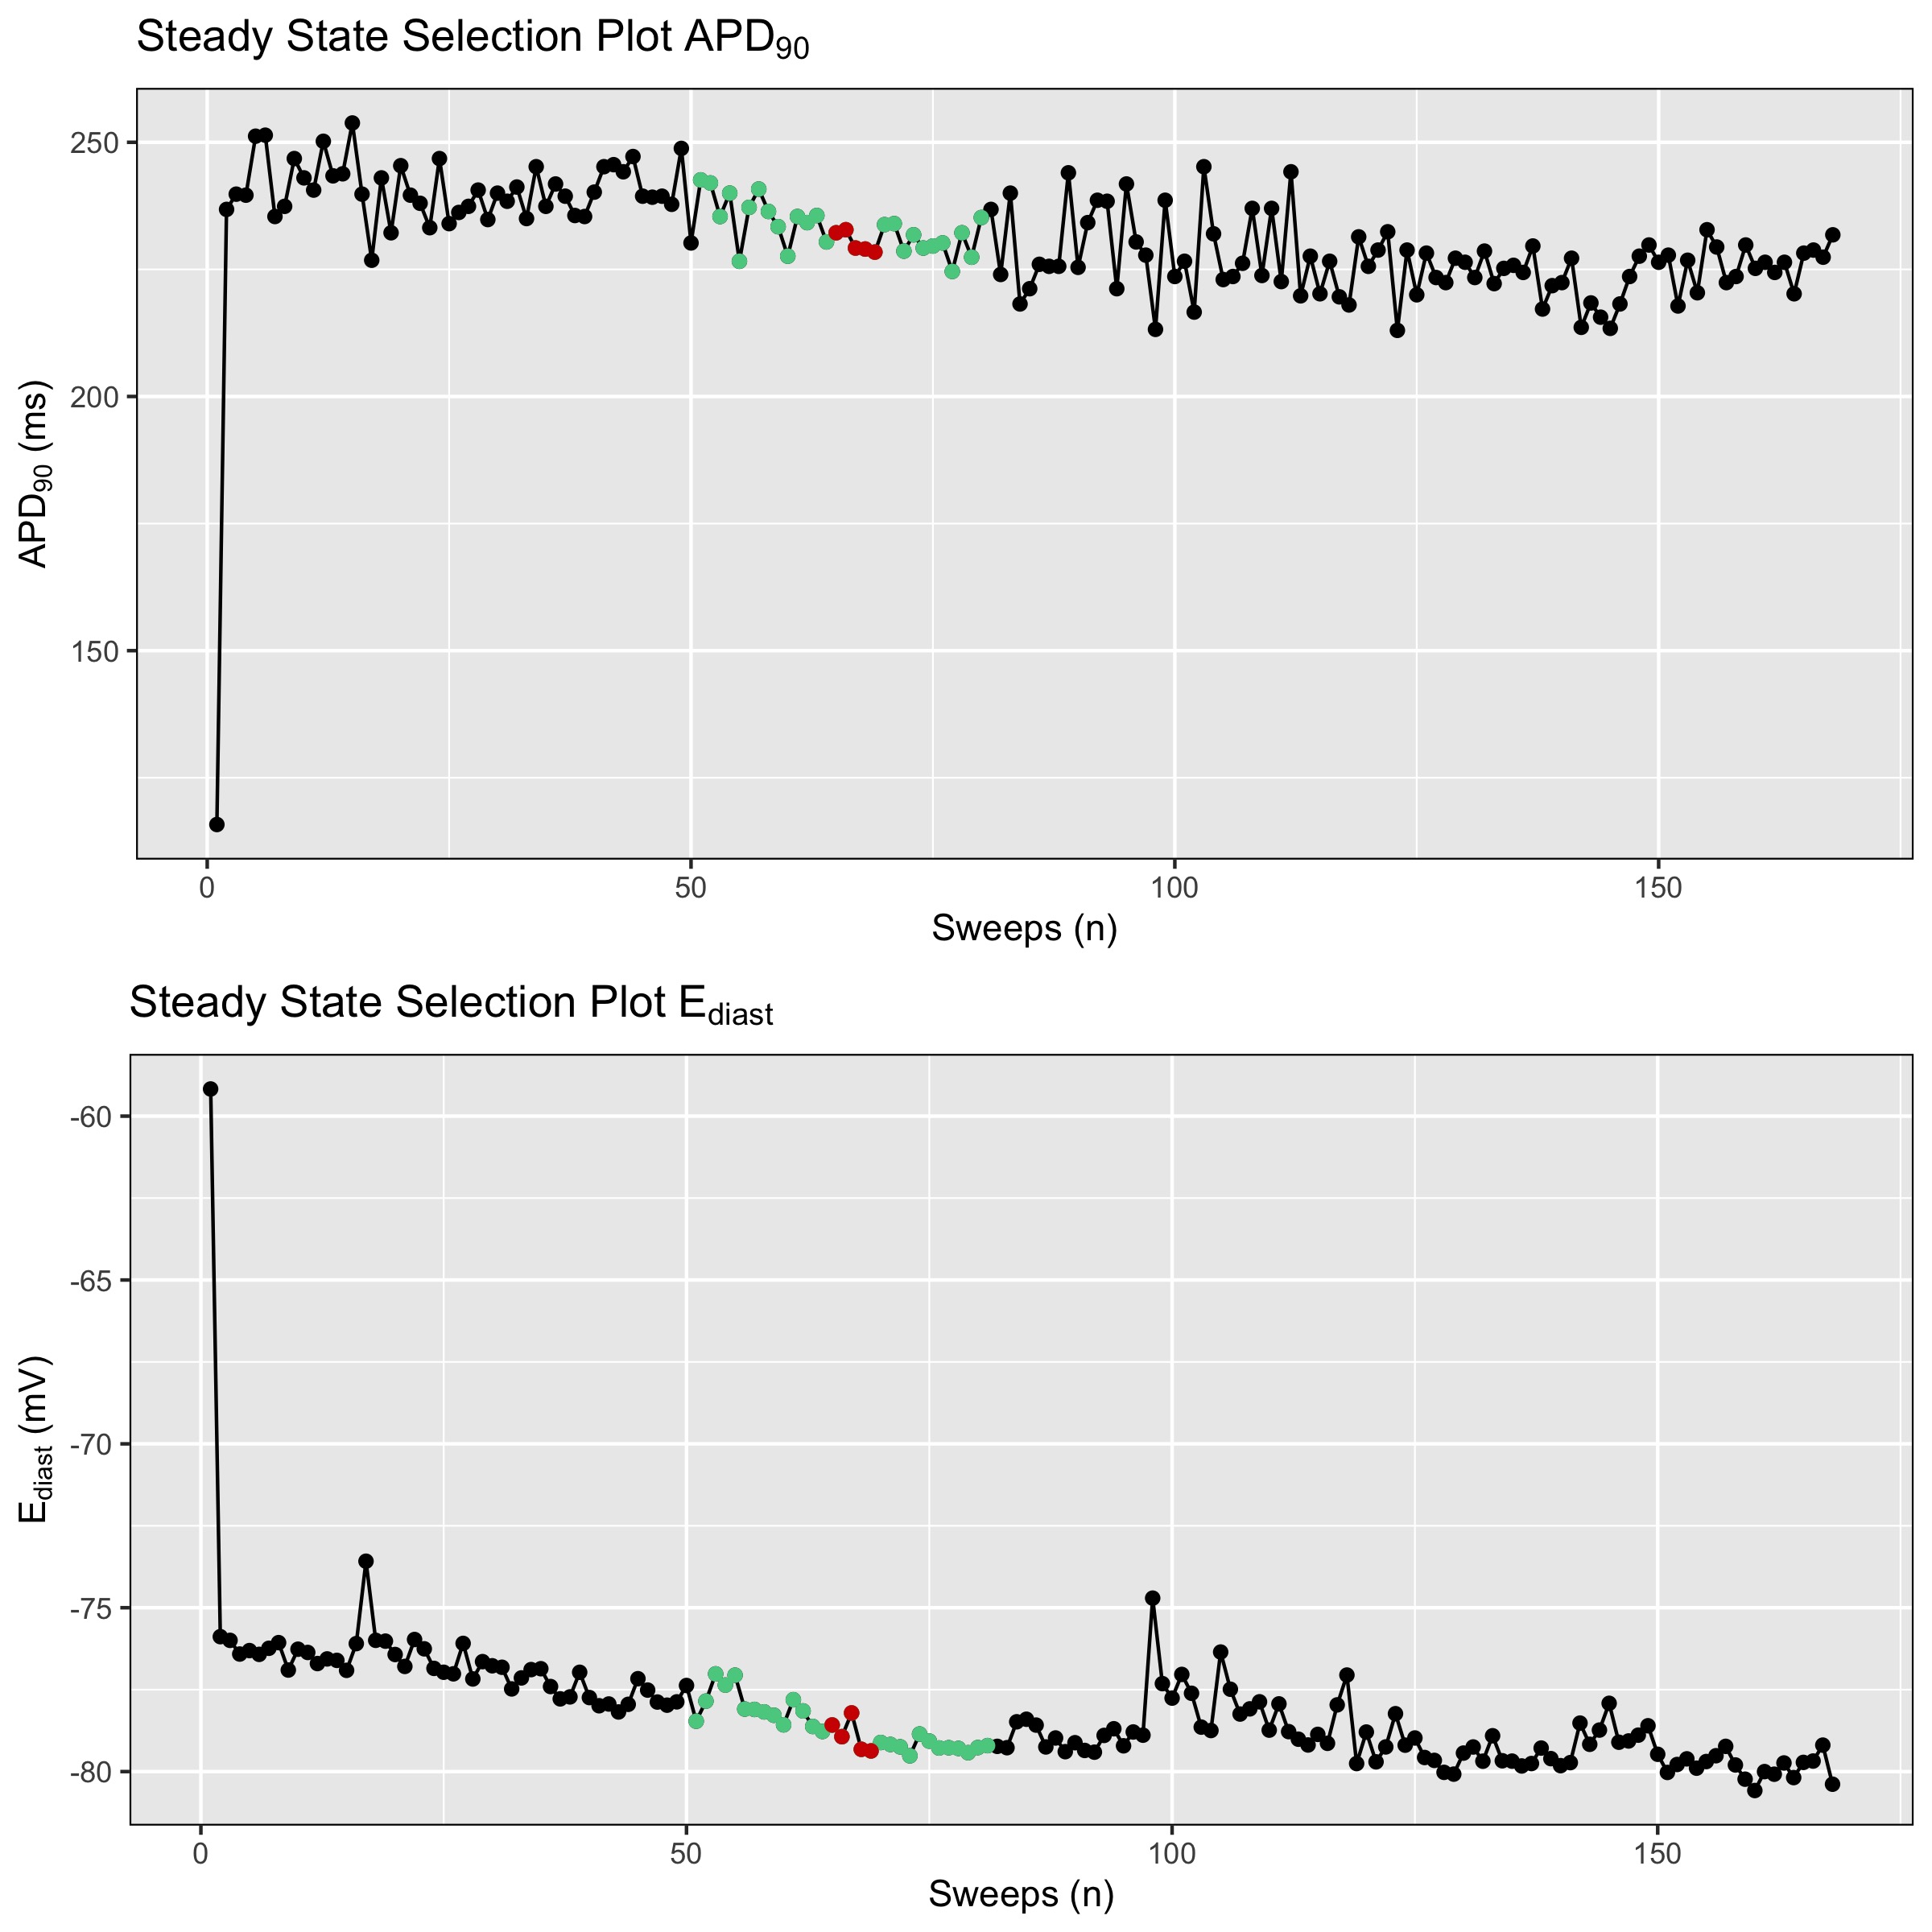 Steady State Selection Plot APD90
250
200
150
APD90 (ms)
0 50 100 150
Sweeps (n)
Steady State Selection Plot Ediast
-60
-65
-70
-75
-80
Ediast (mV)
0 50 100 150
Sweeps (n)